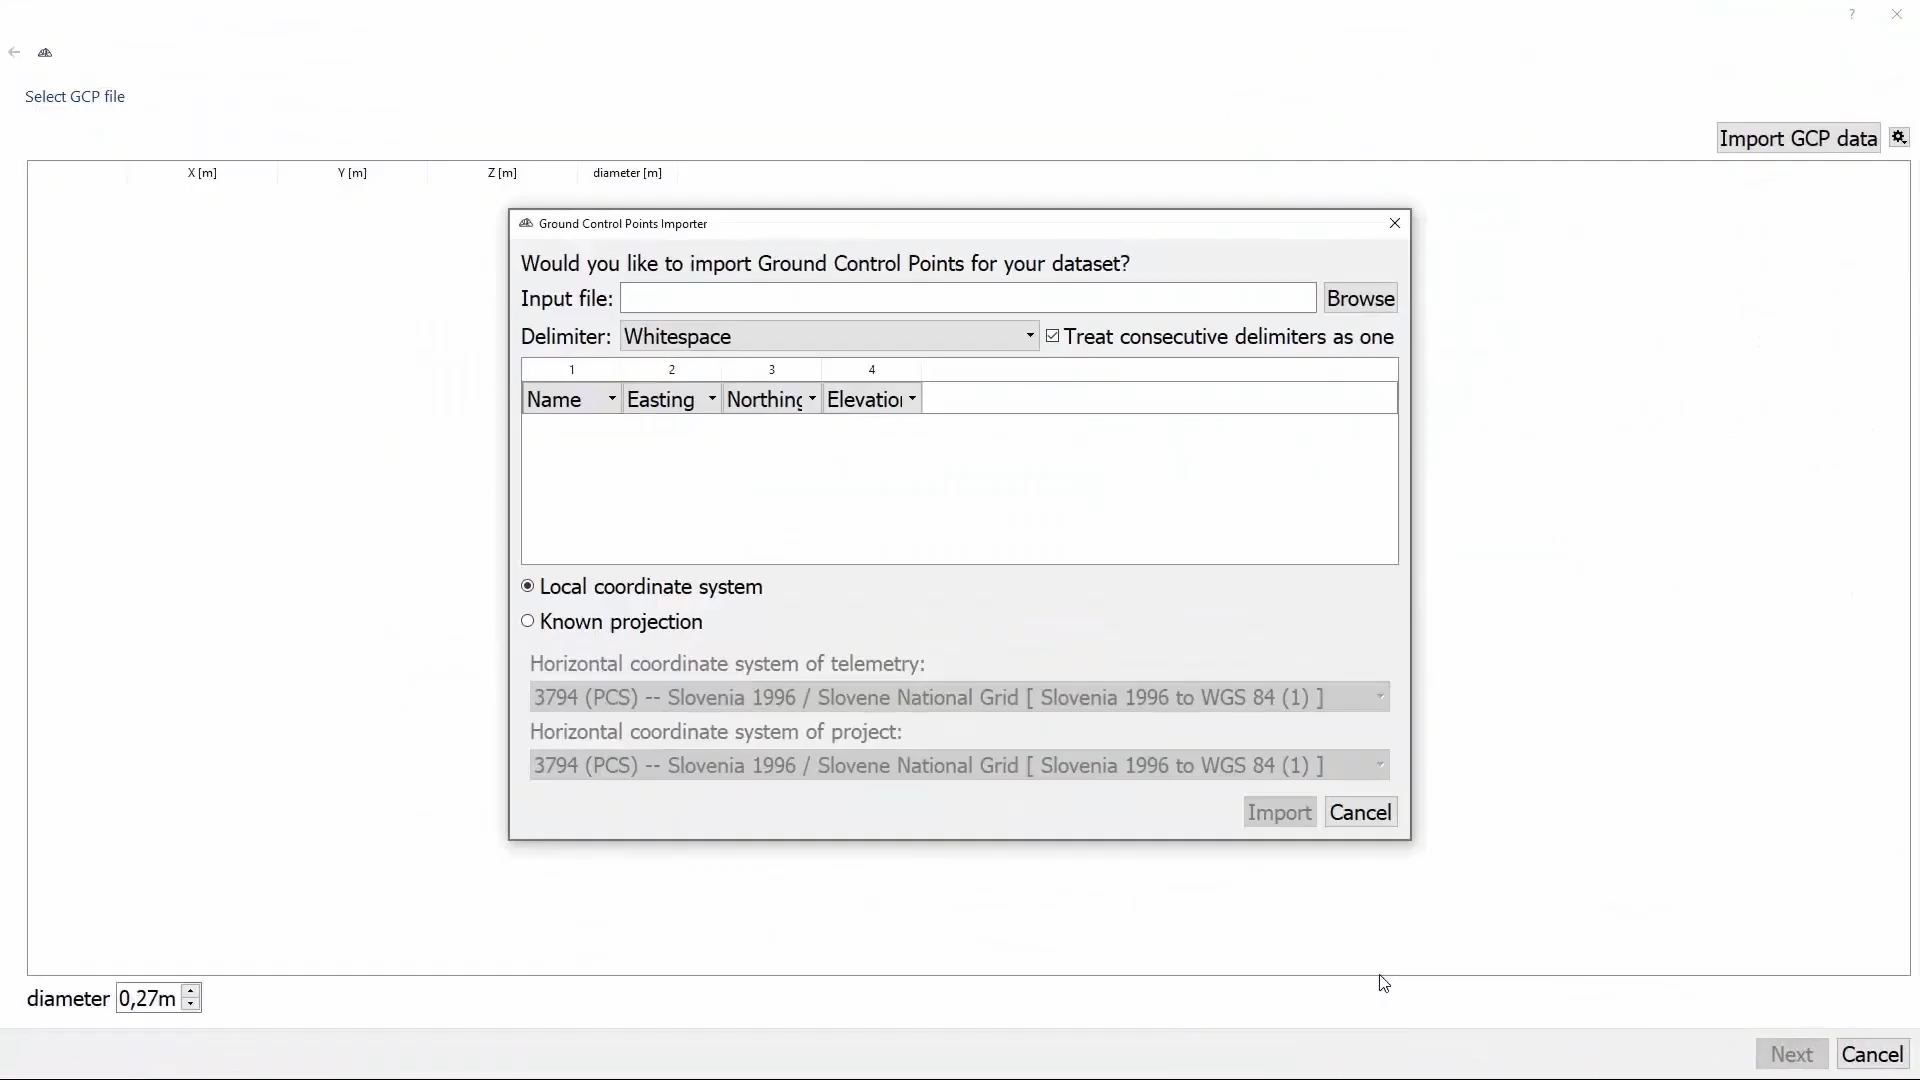 ?
Select GCP file
Import GCP data
X [m] Y [m] Z [m] diameter [m]
Ground Control Points Importer
Would you like to import Ground Control Points for your dataset?
Input file: Browse
Delimiter: Whitespace Treat consecutive delimiters as one
1 2 3 4
Name Easting Northing Elevation
Local coordinate system
Known projection
Horizontal coordinate system of telemetry:
3794 (PCS) -- Slovenia 1996 / Slovene National Grid [ Slovenia 1996 to WGS 84 (1) ]
Horizontal coordinate system of project:
3794 (PCS) -- Slovenia 1996 / Slovene National Grid [ Slovenia 1996 to WGS 84 (1) ]
Import Cancel
diameter 0,27m
Next Cancel